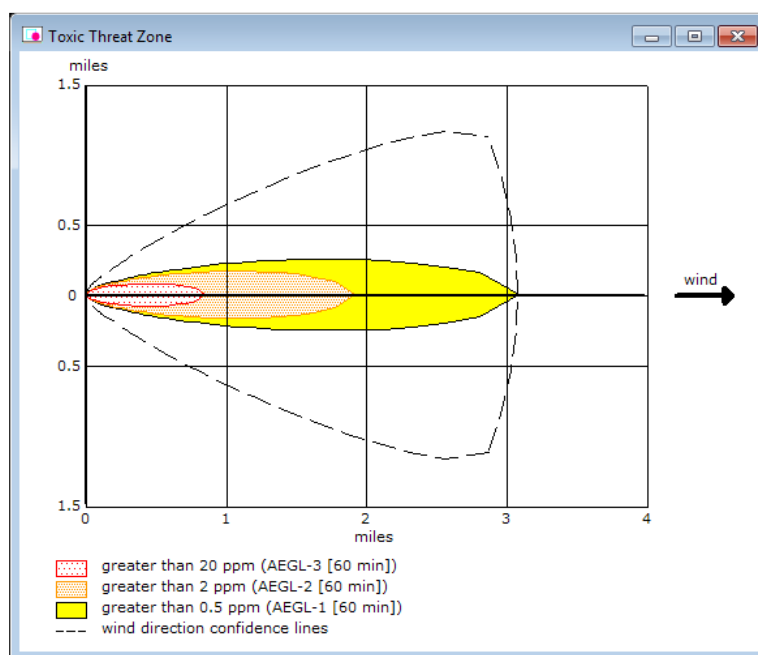 Toxic Threat Zone
miles
1.5
0.5
0
0.5
1.5
wind
0 1 2 3 4
miles
greater than 20 ppm (AEGL-3 [60 min])
greater than 2 ppm (AEGL-2 [60 min])
greater than 0.5 ppm (AEGL-1 [60 min])
wind direction confidence lines